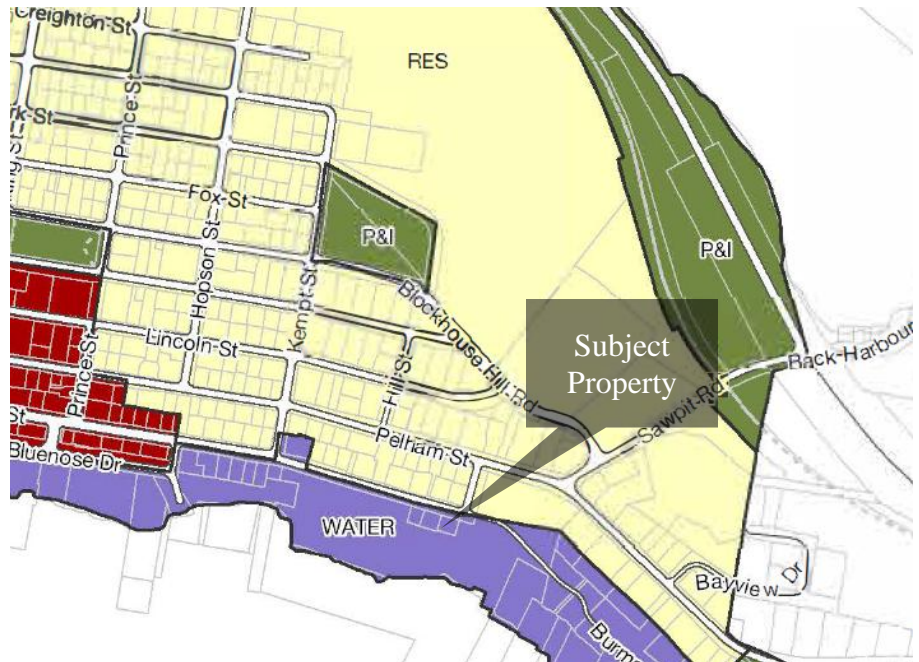 Creighton St
RES
Prince St
Fox St
Hopson St
P&I
Kempt St
P&I
Blockhouse Hill Rd
Subject
Property
Back Harbour
Lincoln St
Hill St
Sawpit Rd
Prince St
St
Bluenose Dr
Pelham St
WATER
Bayview Dr